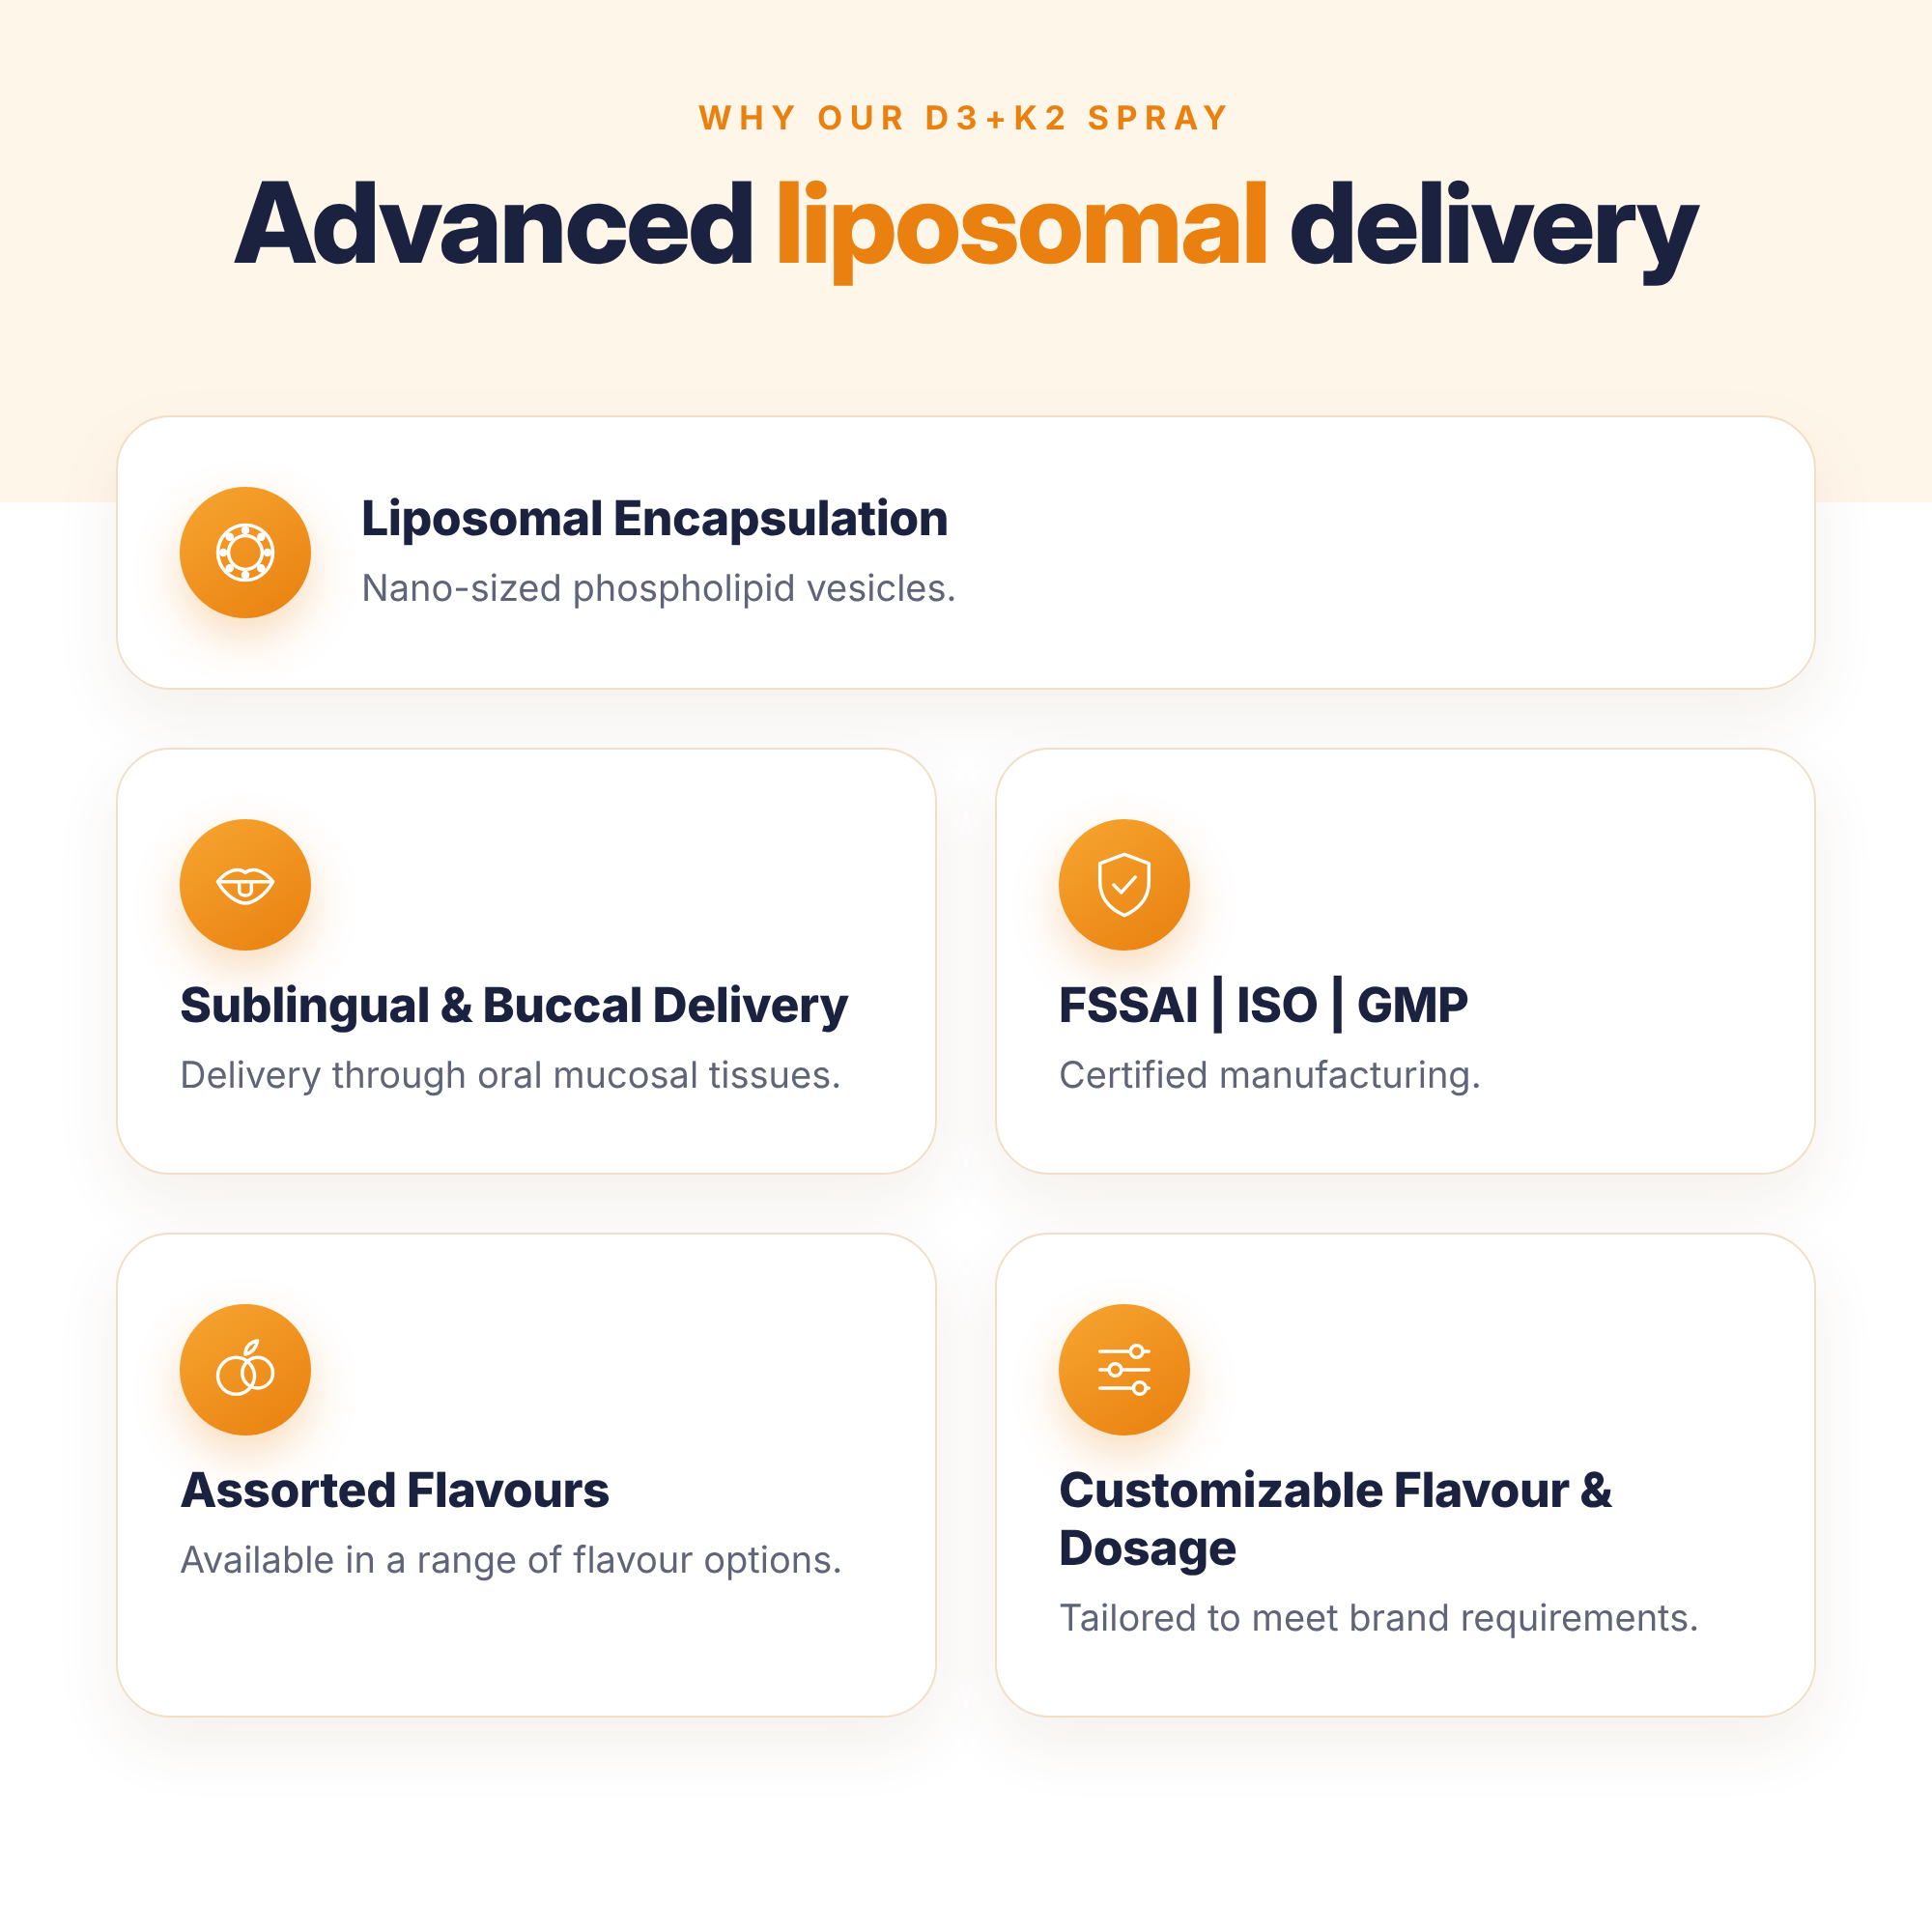 WHY OUR D3+K2 SPRAY
Advanced liposomal delivery
Liposomal Encapsulation
Nano-sized phospholipid vesicles.
Sublingual & Buccal Delivery
Delivery through oral mucosal tissues.
FSSAI | ISO | GMP
Certified manufacturing.
Assorted Flavours
Available in a range of flavour options.
Customizable Flavour &
Dosage
Tailored to meet brand requirements.